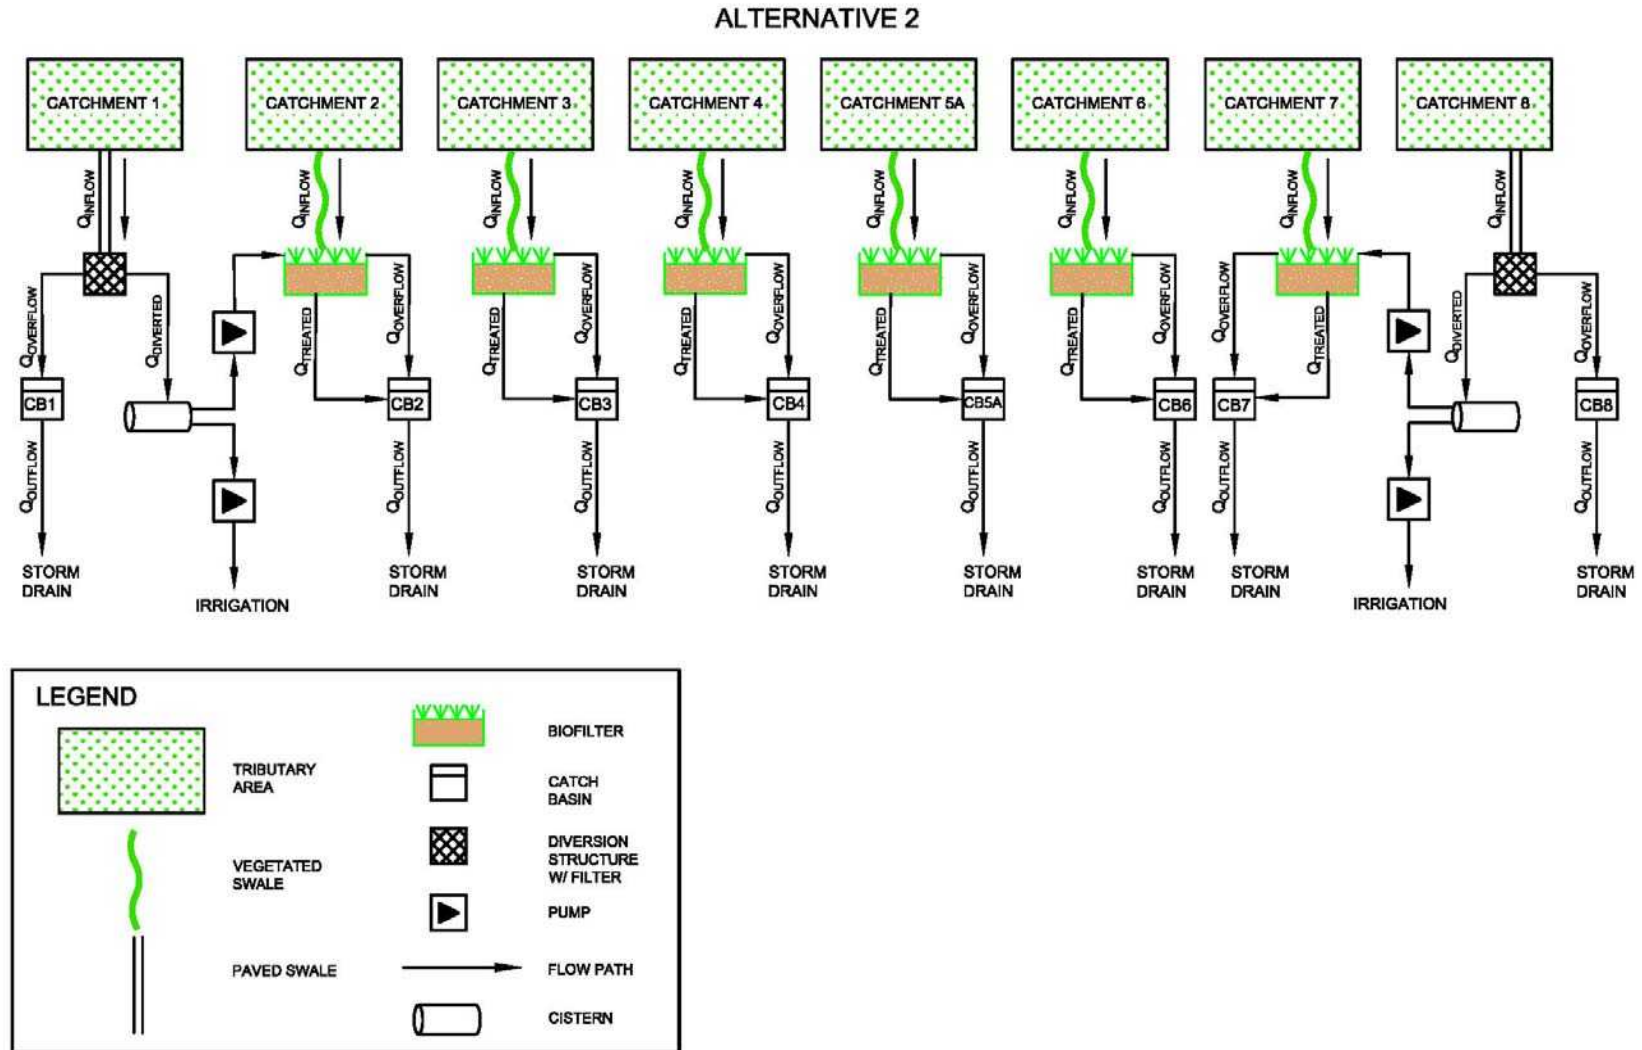 ALTERNATIVE 2
CATCHMENT 1
CATCHMENT 2
CATCHMENT 3
CATCHMENT 4
CATCHMENT 5A
CATCHMENT 6
CATCHMENT 7
CATCHMENT 8
QINFLOW
QINFLOW
QINFLOW
QINFLOW
QINFLOW
QINFLOW
QINFLOW
QINFLOW
QOVERFLOW
QDIVERTED
QTREATED
QOVERFLOW
QTREATED
QOVERFLOW
QTREATED
QOVERFLOW
QTREATED
QOVERFLOW
QTREATED
QOVERFLOW
QOVERFLOW
QTREATED
QDIVERTED
QOVERFLOW
CB1
CB2
CB3
CB4
CB5A
CB6
CB7
CB8
QOUTFLOW
QOUTFLOW
QOUTFLOW
QOUTFLOW
QOUTFLOW
QOUTFLOW
QOUTFLOW
QOUTFLOW
STORM
DRAIN
IRRIGATION
STORM
DRAIN
STORM
DRAIN
STORM
DRAIN
STORM
DRAIN
STORM
DRAIN
STORM
DRAIN
IRRIGATION
STORM
DRAIN
LEGEND
TRIBUTARY
AREA
VEGETATED
SWALE
PAVED SWALE
BIOFILTER
CATCH
BASIN
DIVERSION
STRUCTURE
W/ FILTER
PUMP
FLOW PATH
CISTERN